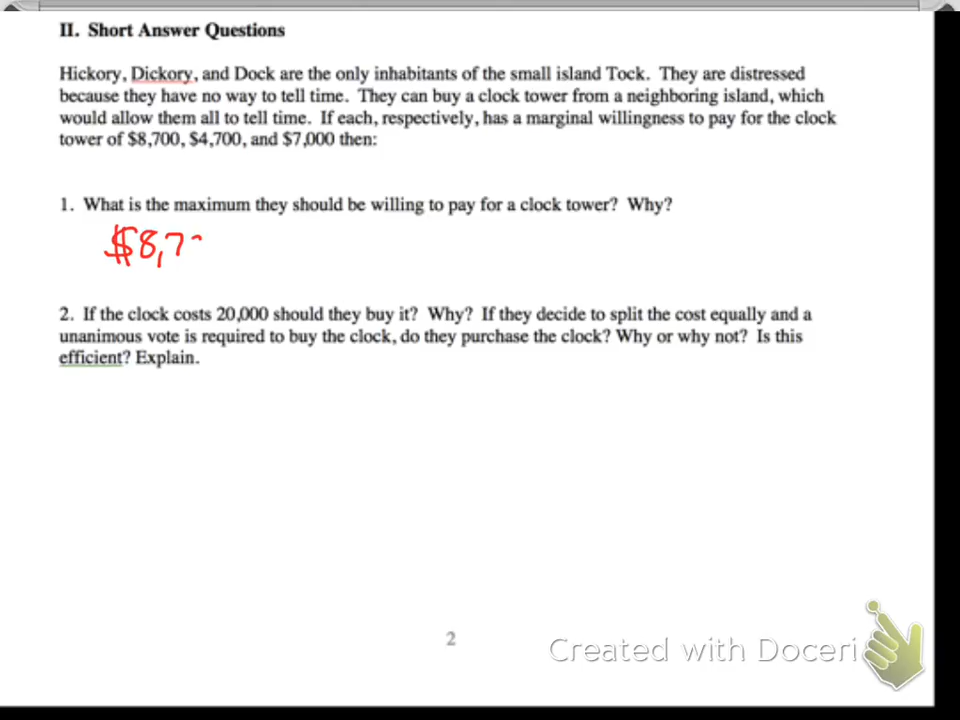 II. Short Answer Questions
Hickory, Dickory, and Dock are the only inhabitants of the small island Tock. They are distressed
because they have no way to tell time. They can buy a clock tower from a neighboring island, which
would allow them all to tell time. If each, respectively, has a marginal willingness to pay for the clock
tower of $8,700, $4,700, and $7,000 then:
1. What is the maximum they should be willing to pay for a clock tower? Why?
$8,7
2. If the clock costs 20,000 should they buy it? Why? If they decide to split the cost equally and a
unanimous vote is required to buy the clock, do they purchase the clock? Why or why not? Is this
efficient? Explain.
2
Created with Doceri